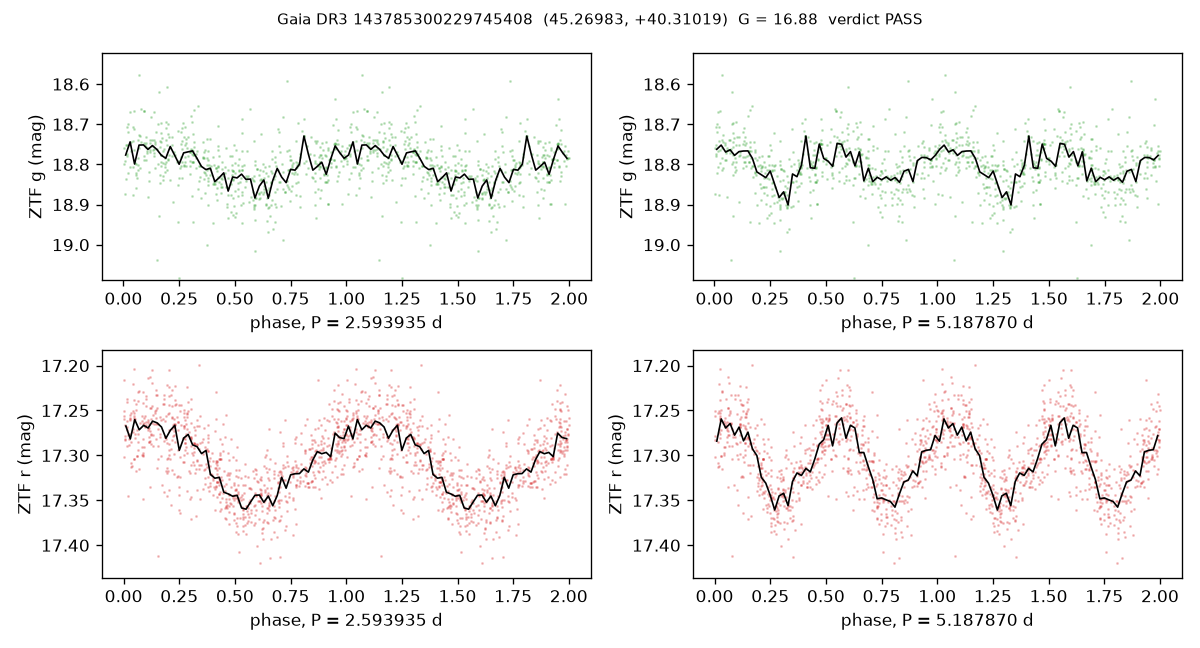 Gaia DR3 143785300229745408  (45.26983, +40.31019)  G = 16.88  verdict PASS
ZTF g (mag)
18.6
18.7
18.8
18.9
19.0
0.00 0.25 0.50 0.75 1.00 1.25 1.50 1.75 2.00
phase, P = 2.593935 d
ZTF g (mag)
18.6
18.7
18.8
18.9
19.0
0.00 0.25 0.50 0.75 1.00 1.25 1.50 1.75 2.00
phase, P = 5.187870 d
ZTF r (mag)
17.20
17.25
17.30
17.35
17.40
0.00 0.25 0.50 0.75 1.00 1.25 1.50 1.75 2.00
phase, P = 2.593935 d
ZTF r (mag)
17.20
17.25
17.30
17.35
17.40
0.00 0.25 0.50 0.75 1.00 1.25 1.50 1.75 2.00
phase, P = 5.187870 d